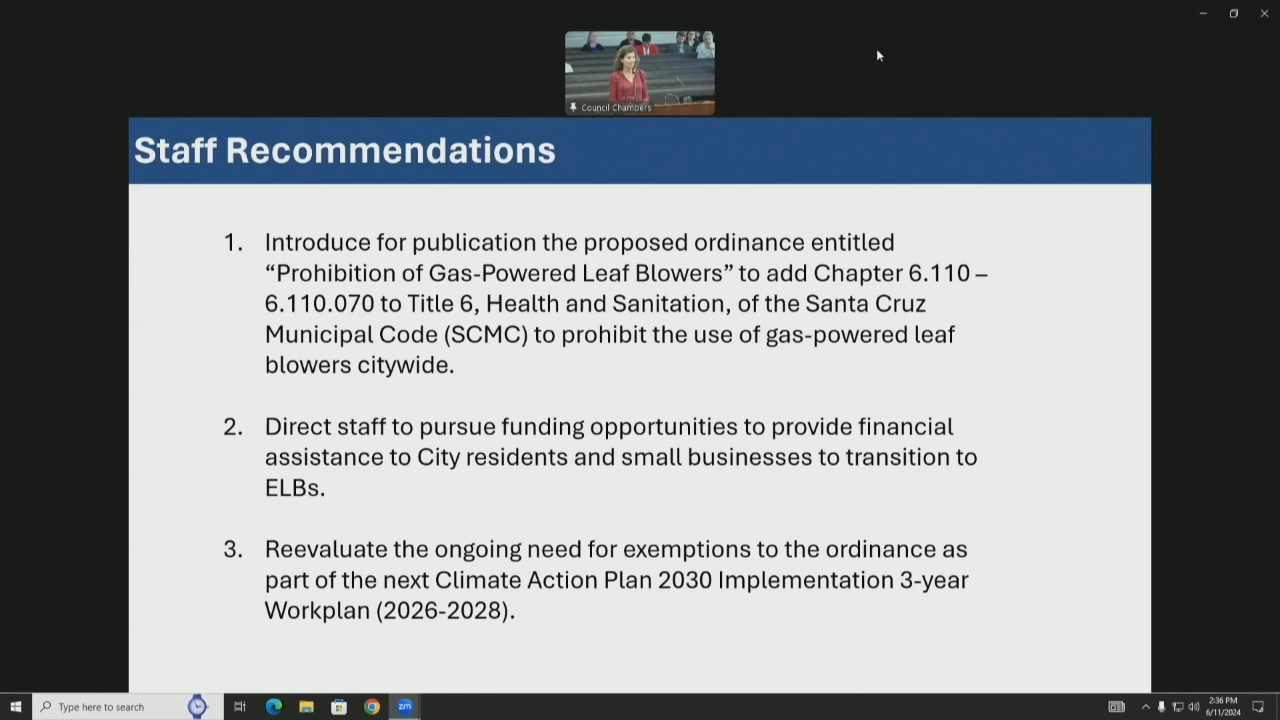 Council Chambers
Staff Recommendations
1. Introduce for publication the proposed ordinance entitled
“Prohibition of Gas-Powered Leaf Blowers” to add Chapter 6.110 –
6.110.070 to Title 6, Health and Sanitation, of the Santa Cruz
Municipal Code (SCMC) to prohibit the use of gas-powered leaf
blowers citywide.
2. Direct staff to pursue funding opportunities to provide financial
assistance to City residents and small businesses to transition to
ELBs.
3. Reevaluate the ongoing need for exemptions to the ordinance as
part of the next Climate Action Plan 2030 Implementation 3-year
Workplan (2026-2028).
Type here to search
zm
2:36 PM
6/11/2024